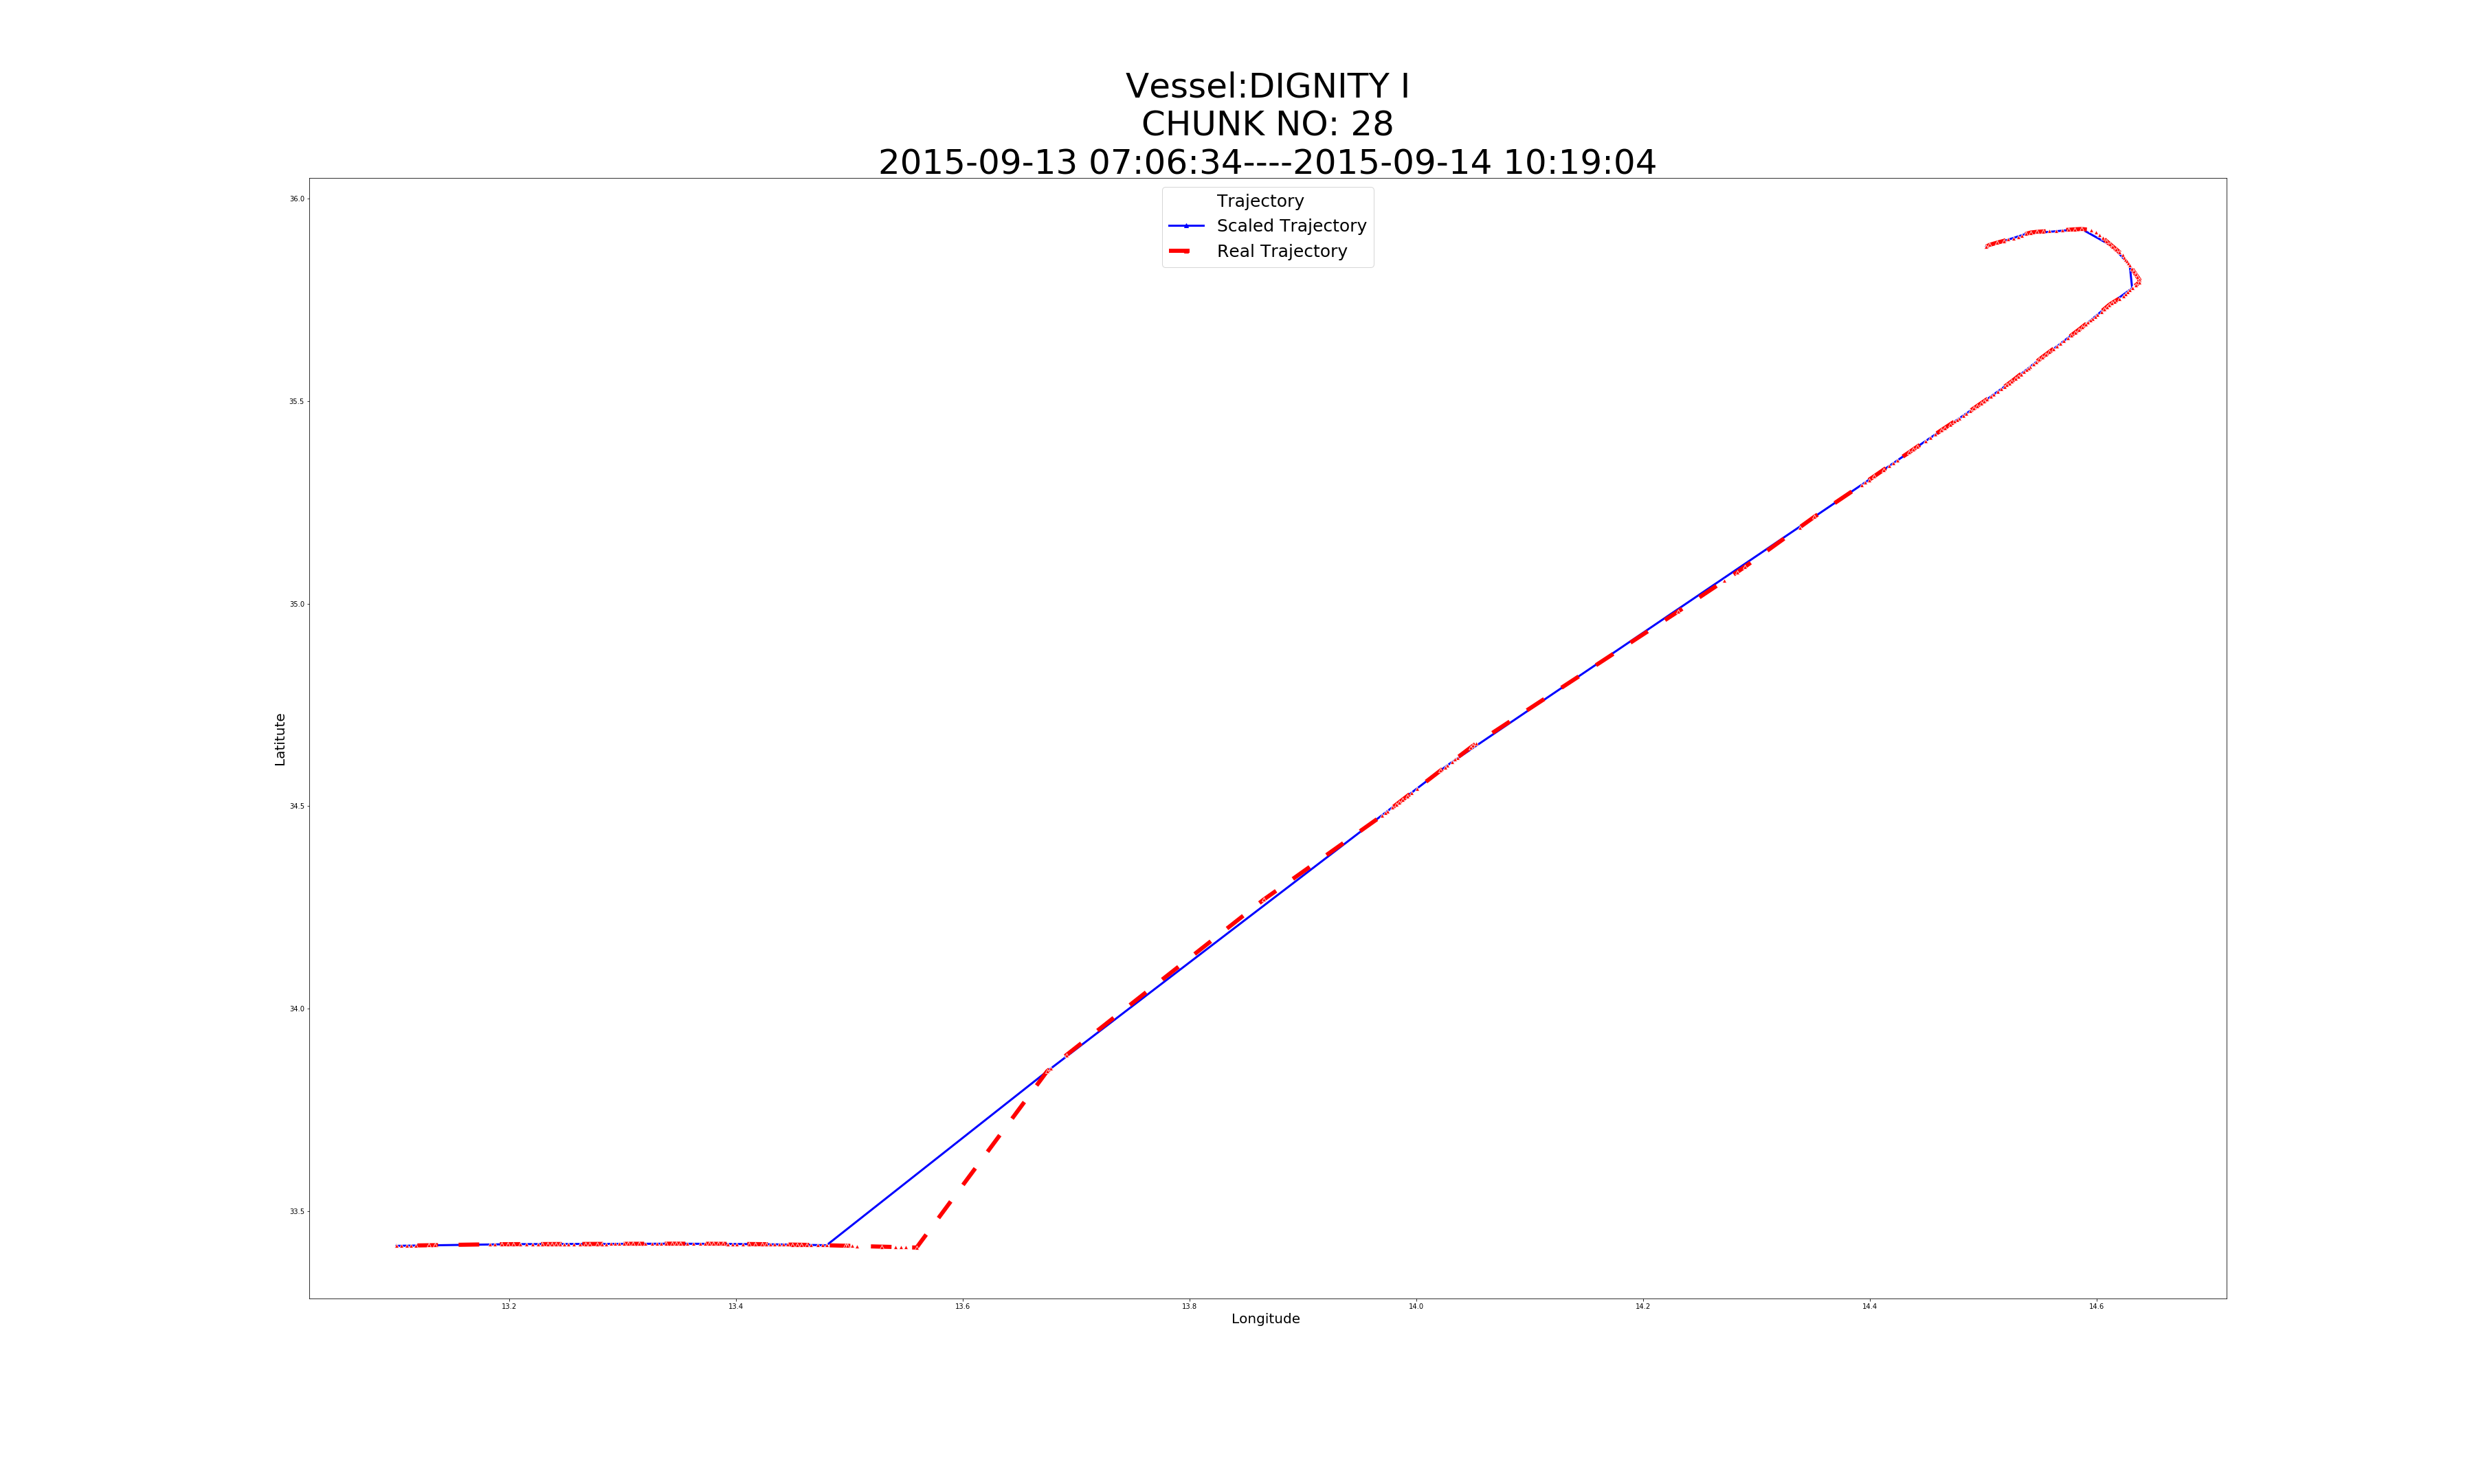 Vessel:DIGNITY I
CHUNK NO: 28
2015-09-13 07:06:34----2015-09-14 10:19:04
Trajectory
Scaled Trajectory
Real Trajectory
36.0
35.5
35.0
34.5
34.0
33.5
Latitute
13.2 13.4 13.6 13.8 14.0 14.2 14.4 14.6
Longitude